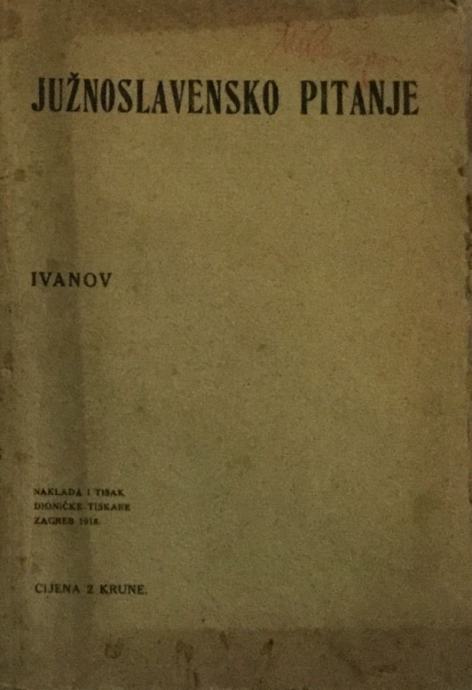 JUŽNOSLAVENSKO PITANJE
IVANOV
NAKLADA I TISAK
DIONIČKE TISKARE
ZAGREB 1918.
CIJENA 2 KRUNE.